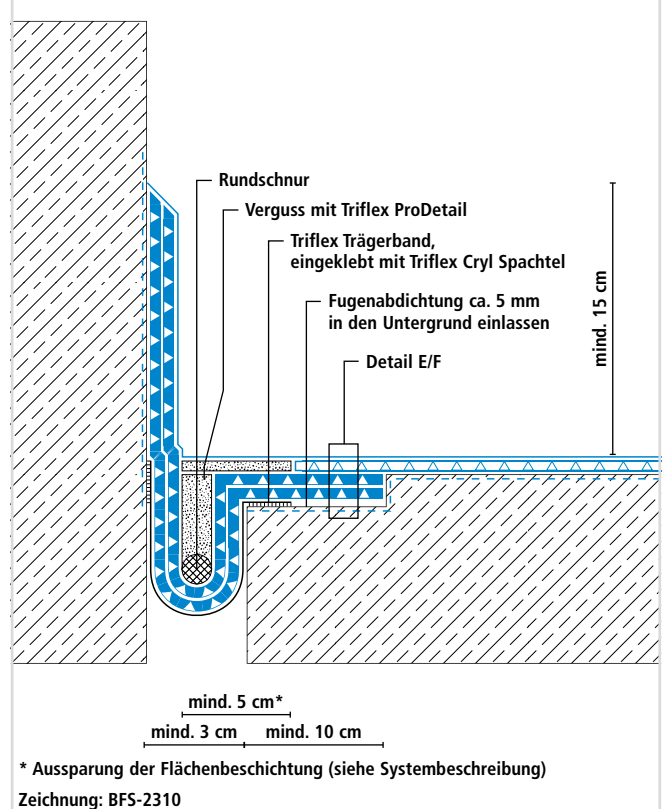 Rundschnur
Verguss mit Triflex ProDetail
Triflex Trägerband,
eingeklebt mit Triflex Cryl Spachtel
Fugenabdichtung ca. 5 mm
in den Untergrund einlassen
Detail E/F
mind. 15 cm
mind. 5 cm*
mind. 3 cm
mind. 10 cm
* Aussparung der Flächenbeschichtung (siehe Systembeschreibung)
Zeichnung: BFS-2310